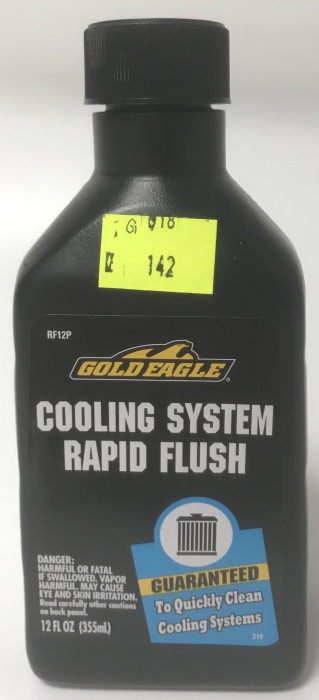 G 018
142
RF12P
GOLD EAGLE®
COOLING SYSTEM
RAPID FLUSH
GUARANTEED
To Quickly Clean
Cooling Systems
219
DANGER:
HARMFUL OR FATAL
IF SWALLOWED. VAPOR
HARMFUL. MAY CAUSE
EYE AND SKIN IRRITATION.
Read carefully other cautions
on back panel.
12 FL OZ (355mL)